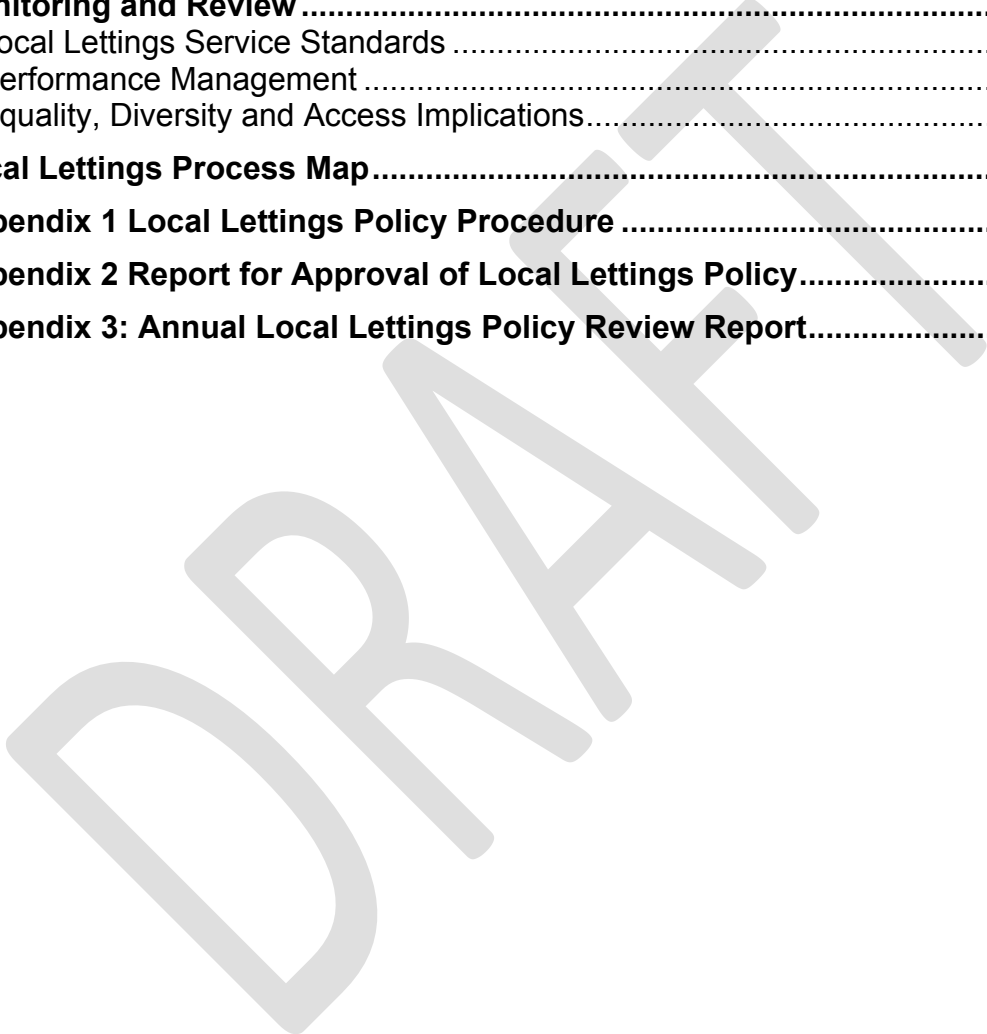 nitoring and Review
ocal Lettings Service Standards
erformance Management
quality, Diversity and Access Implications
cal Lettings Process Map
pendix 1 Local Lettings Policy Procedure
pendix 2 Report for Approval of Local Lettings Policy
pendix 3: Annual Local Lettings Policy Review Report
DRAFT